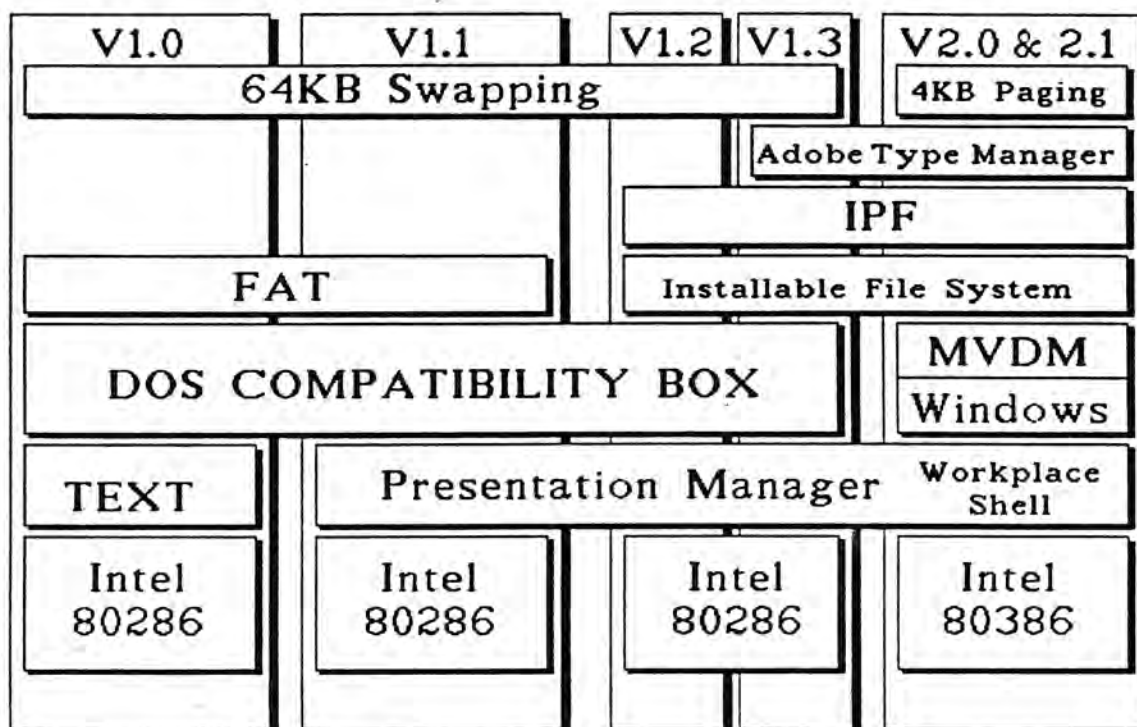 V1.0 V1.1 V1.2 V1.3 V2.0 & 2.1
64KB Swapping 4KB Paging
Adobe Type Manager
IPF
FAT Installable File System
DOS COMPATIBILITY BOX MVDM
Windows
TEXT Presentation Manager Workplace
Shell
Intel Intel Intel Intel
80286 80286 80286 80386